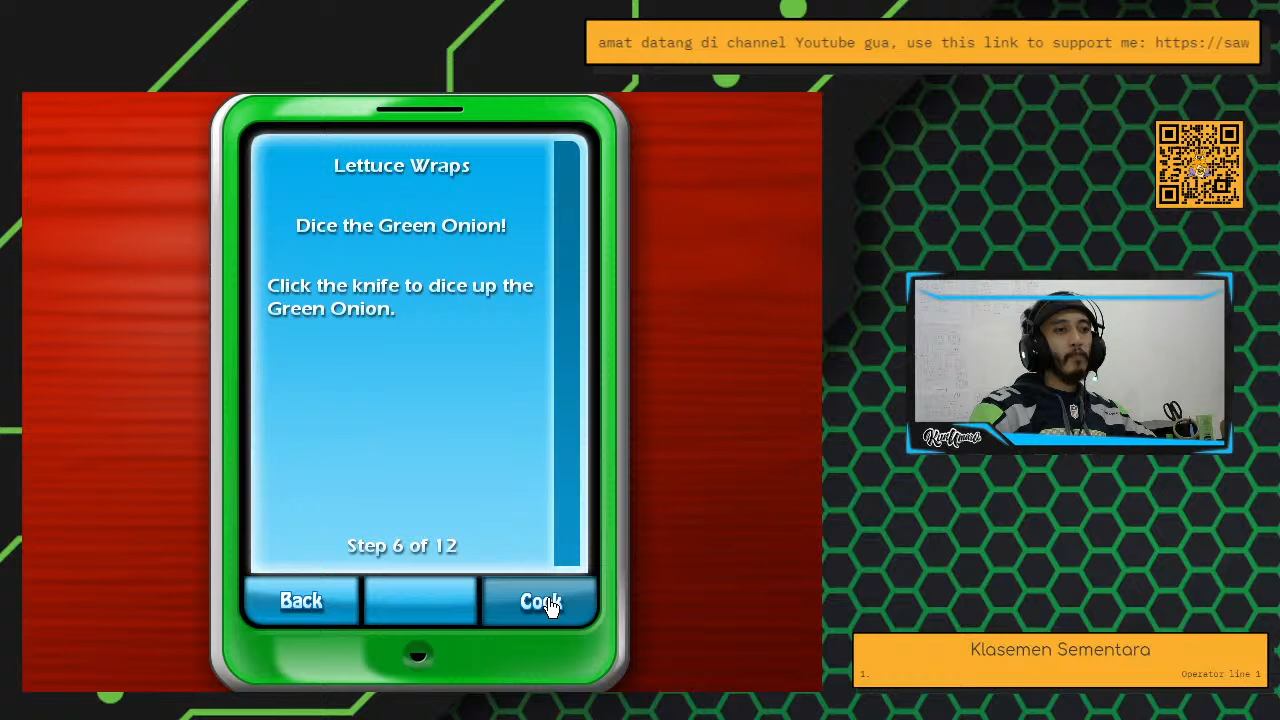 amat datang di channel Youtube gua, use this link to support me: https://saw
Lettuce Wraps
Dice the Green Onion!
Click the knife to dice up the
Green Onion.
Step 6 of 12
Back
Cook
Klasemen Sementara
1. Operator line 1